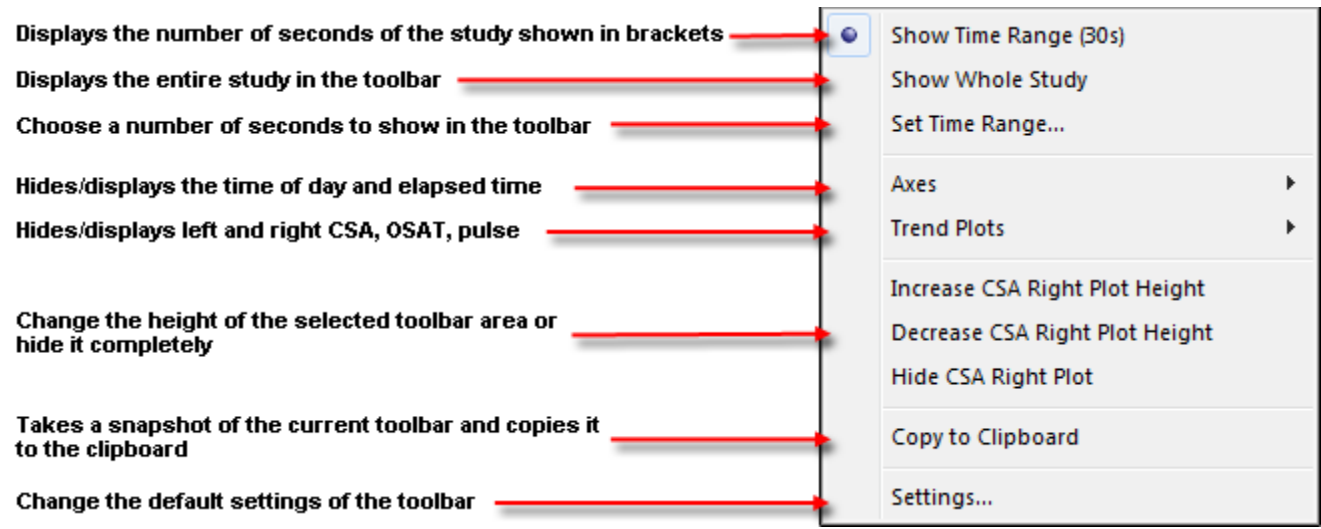 Displays the number of seconds of the study shown in brackets
Show Time Range (30s)
Displays the entire study in the toolbar
Show Whole Study
Choose a number of seconds to show in the toolbar
Set Time Range...
Hides/displays the time of day and elapsed time
Axes
Hides/displays left and right CSA, OSAT, pulse
Trend Plots
Increase CSA Right Plot Height
Change the height of the selected toolbar area or
hide it completely
Decrease CSA Right Plot Height
Hide CSA Right Plot
Takes a snapshot of the current toolbar and copies it
to the clipboard
Copy to Clipboard
Change the default settings of the toolbar
Settings...